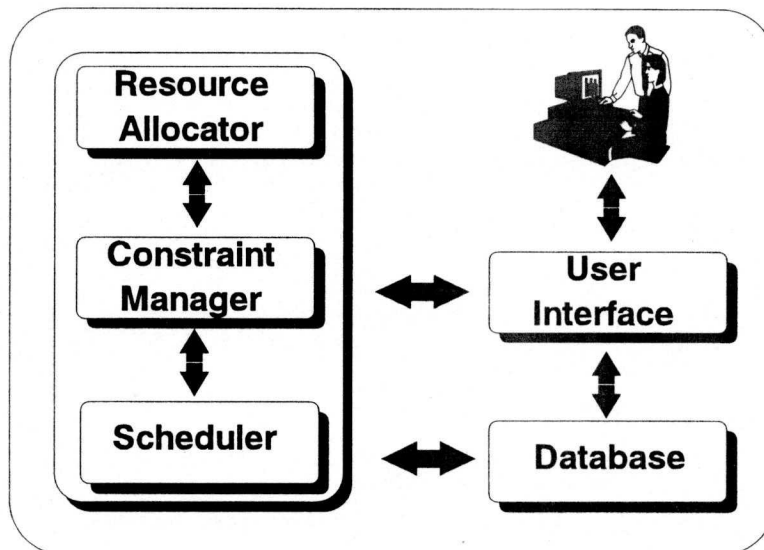 Resource
Allocator
Constraint
Manager
Scheduler
User
Interface
Database